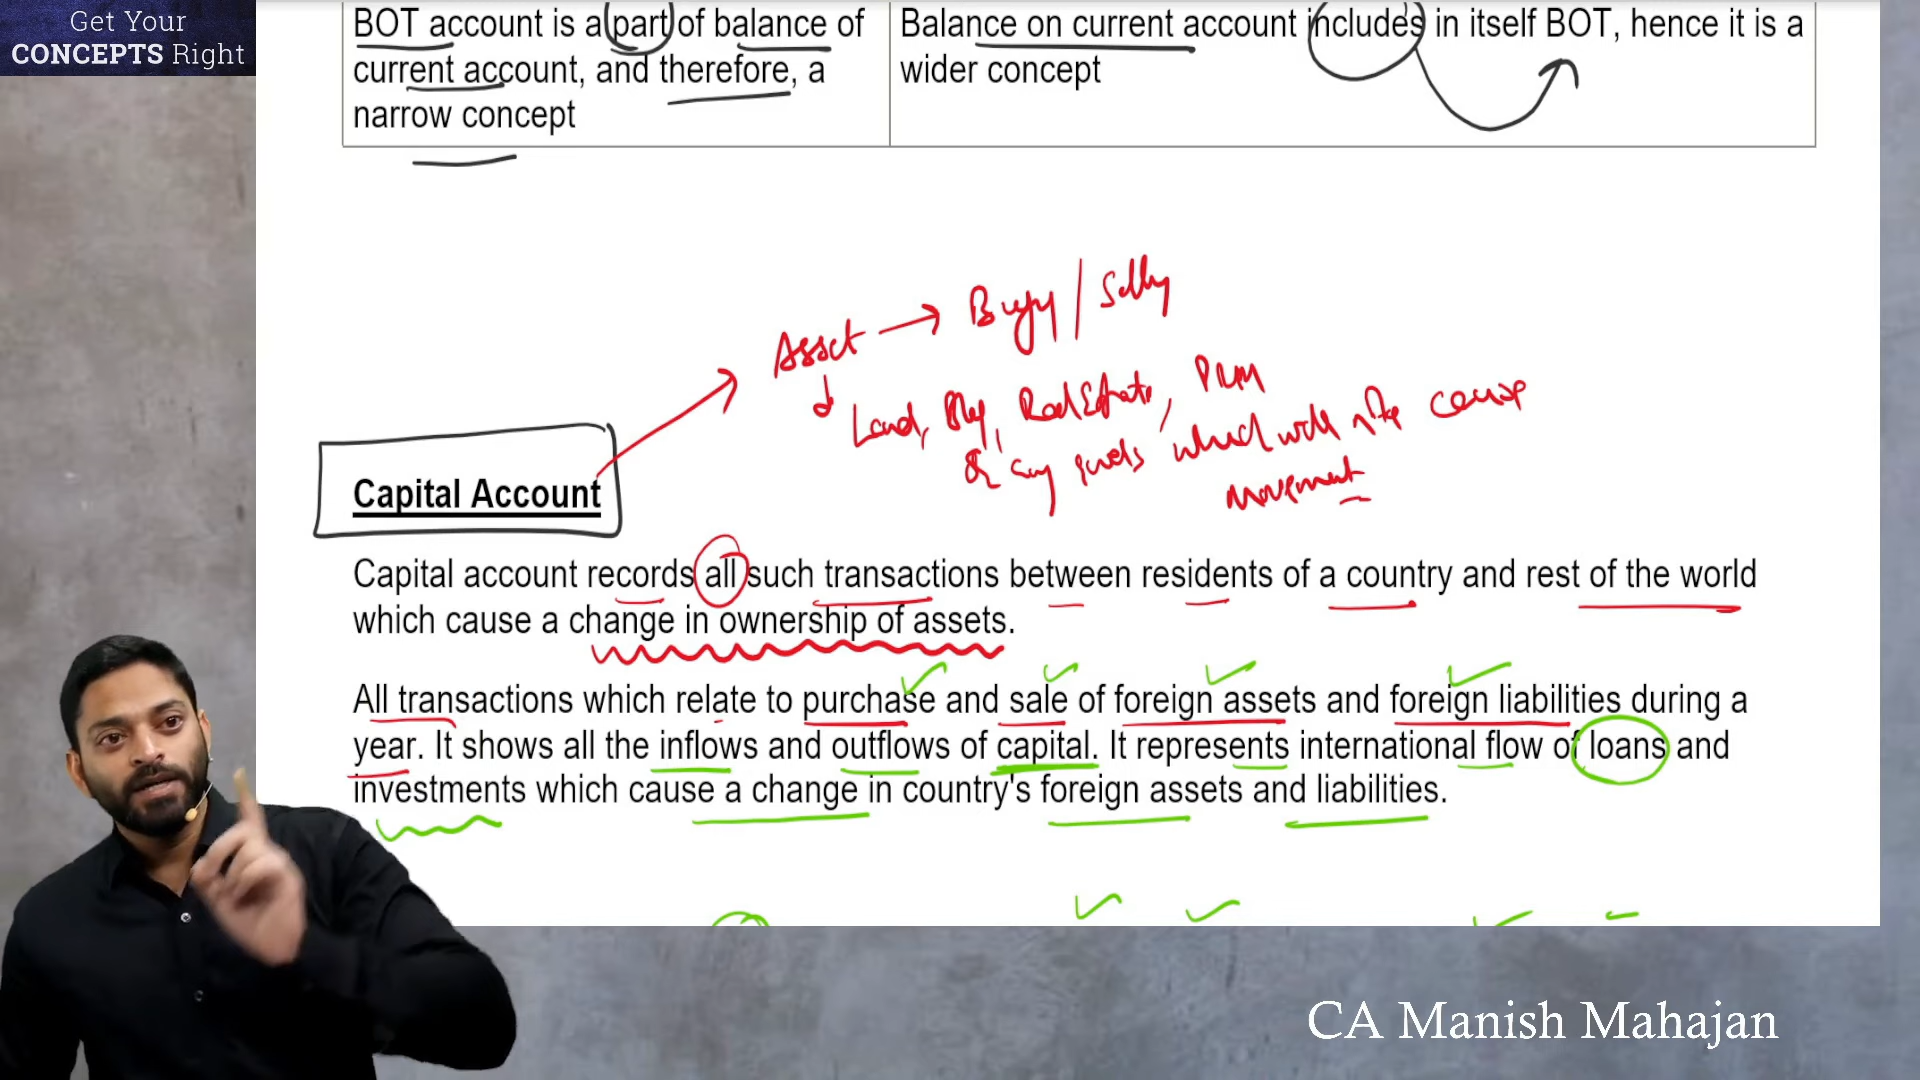 Get Your
CONCEPTS Right
BOT account is a part of balance of
current account, and therefore, a
narrow concept
Balance on current account includes in itself BOT, hence it is a
wider concept
Asset → Buy /
Land, Real Estate, P&M
& any which will cause
movement
Capital Account
Capital account records all such transactions between residents of a country and rest of the world
which cause a change in ownership of assets.
All transactions which relate to purchase and sale of foreign assets and foreign liabilities during a
year. It shows all the inflows and outflows of capital. It represents international flow of loans and
investments which cause a change in country's foreign assets and liabilities.
CA Manish Mahajan